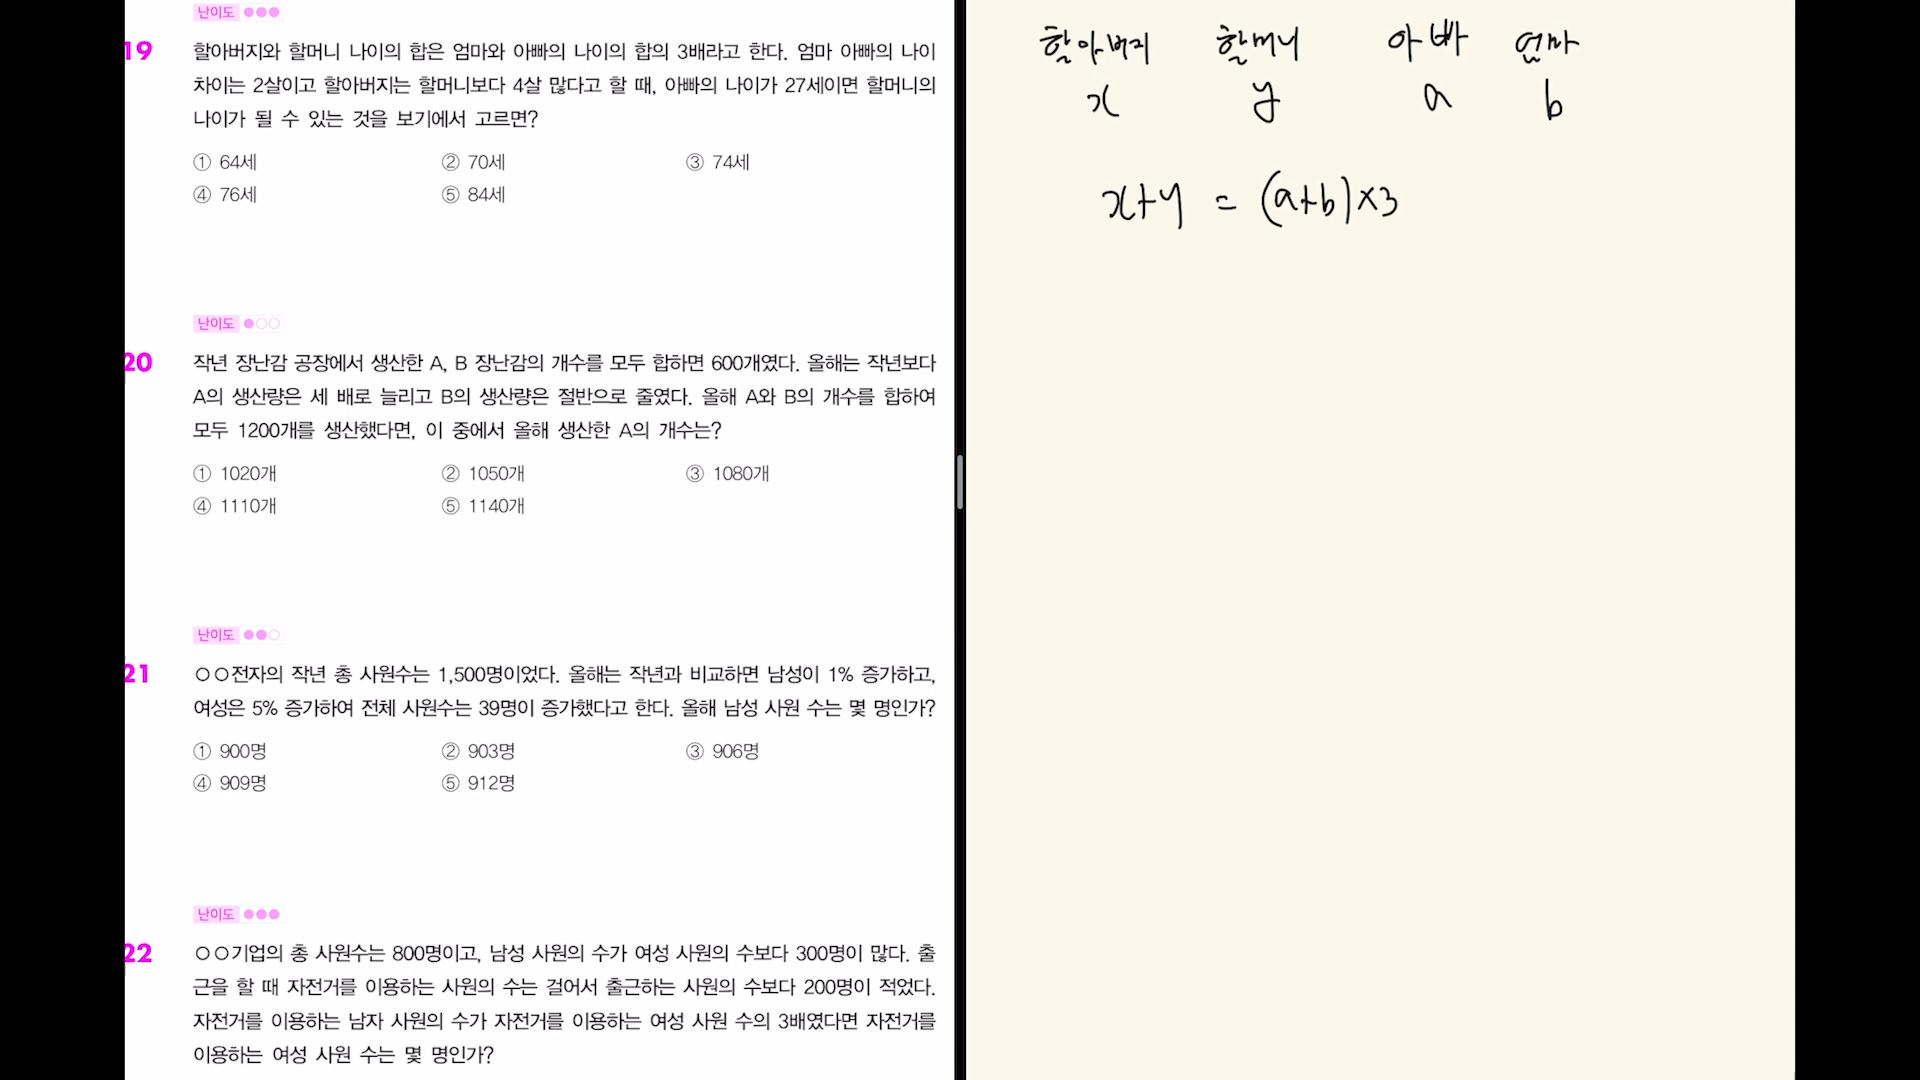 난이도 ●●●
19 할아버지와 할머니 나이의 합은 엄마와 아빠의 나이의 합의 3배라고 한다. 엄마 아빠의 나이
차이는 2살이고 할아버지는 할머니보다 4살 많다고 할 때, 아빠의 나이가 27세이면 할머니의
나이가 될 수 있는 것을 보기에서 고르면?
① 64세 ② 70세 ③ 74세
④ 76세 ⑤ 84세
난이도 ●○○
20 작년 장난감 공장에서 생산한 A, B 장난감의 개수를 모두 합하면 600개였다. 올해는 작년보다
A의 생산량은 세 배로 늘리고 B의 생산량은 절반으로 줄였다. 올해 A와 B의 개수를 합하여
모두 1200개를 생산했다면, 이 중에서 올해 생산한 A의 개수는?
① 1020개 ② 1050개 ③ 1080개
④ 1110개 ⑤ 1140개
난이도 ●●○
21 ○○전자의 작년 총 사원수는 1,500명이었다. 올해는 작년과 비교하면 남성이 1% 증가하고,
여성은 5% 증가하여 전체 사원수는 39명이 증가했다고 한다. 올해 남성 사원 수는 몇 명인가?
① 900명 ② 903명 ③ 906명
④ 909명 ⑤ 912명
난이도 ●●●
22 ○○기업의 총 사원수는 800명이고, 남성 사원의 수가 여성 사원의 수보다 300명이 많다. 출
근을 할 때 자전거를 이용하는 사원의 수는 걸어서 출근하는 사원의 수보다 200명이 적었다.
자전거를 이용하는 남자 사원의 수가 자전거를 이용하는 여성 사원 수의 3배였다면 자전거를
이용하는 여성 사원 수는 몇 명인가?
할아버지 할머니 아빠 엄마
x y a b
x+y = (a+b)×3